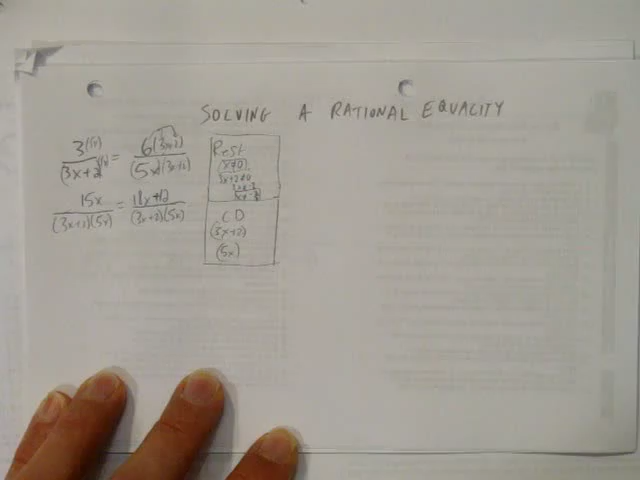 SOLVING A RATIONAL EQUALITY
3(5x) / (3x+2)(5x) = 6(3x+2) / (5x)(3x+2)
15x / (3x+2)(5x) = 18x+12 / (3x+2)(5x)
Rest
x≠0
3x+2≠0
CD
(3x+2)
(5x)